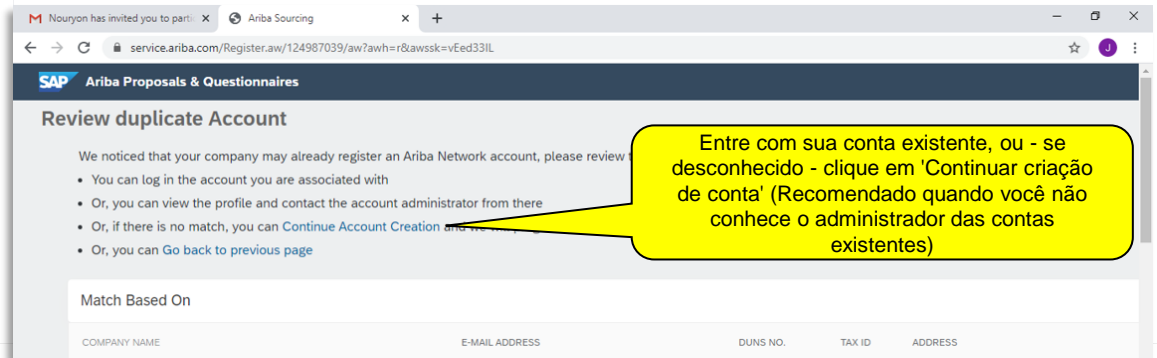 Nouryon has invited you to parti
Ariba Sourcing
service.ariba.com/Register.aw/124987039/aw?awh=r&awssk=vEed33IL
J
SAP Ariba Proposals & Questionnaires
Review duplicate Account
We noticed that your company may already register an Ariba Network account, please review
• You can log in the account you are associated with
• Or, you can view the profile and contact the account administrator from there
• Or, if there is no match, you can Continue Account Creation and we will
• Or, you can Go back to previous page
Entre com sua conta existente, ou - se
desconhecido - clique em 'Continuar criação
de conta' (Recomendado quando você não
conhece o administrador das contas
existentes)
Match Based On
COMPANY NAME E-MAIL ADDRESS DUNS NO. TAX ID ADDRESS